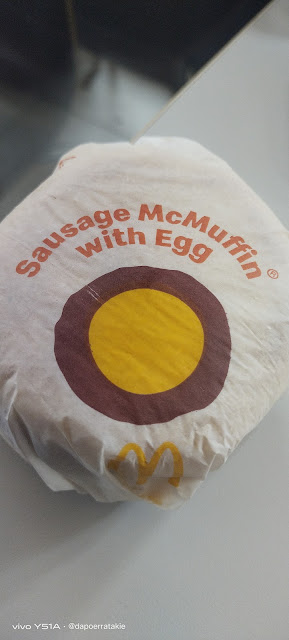 Sausage McMuffin®
with Egg
vivo Y51A · @dapoerratakie